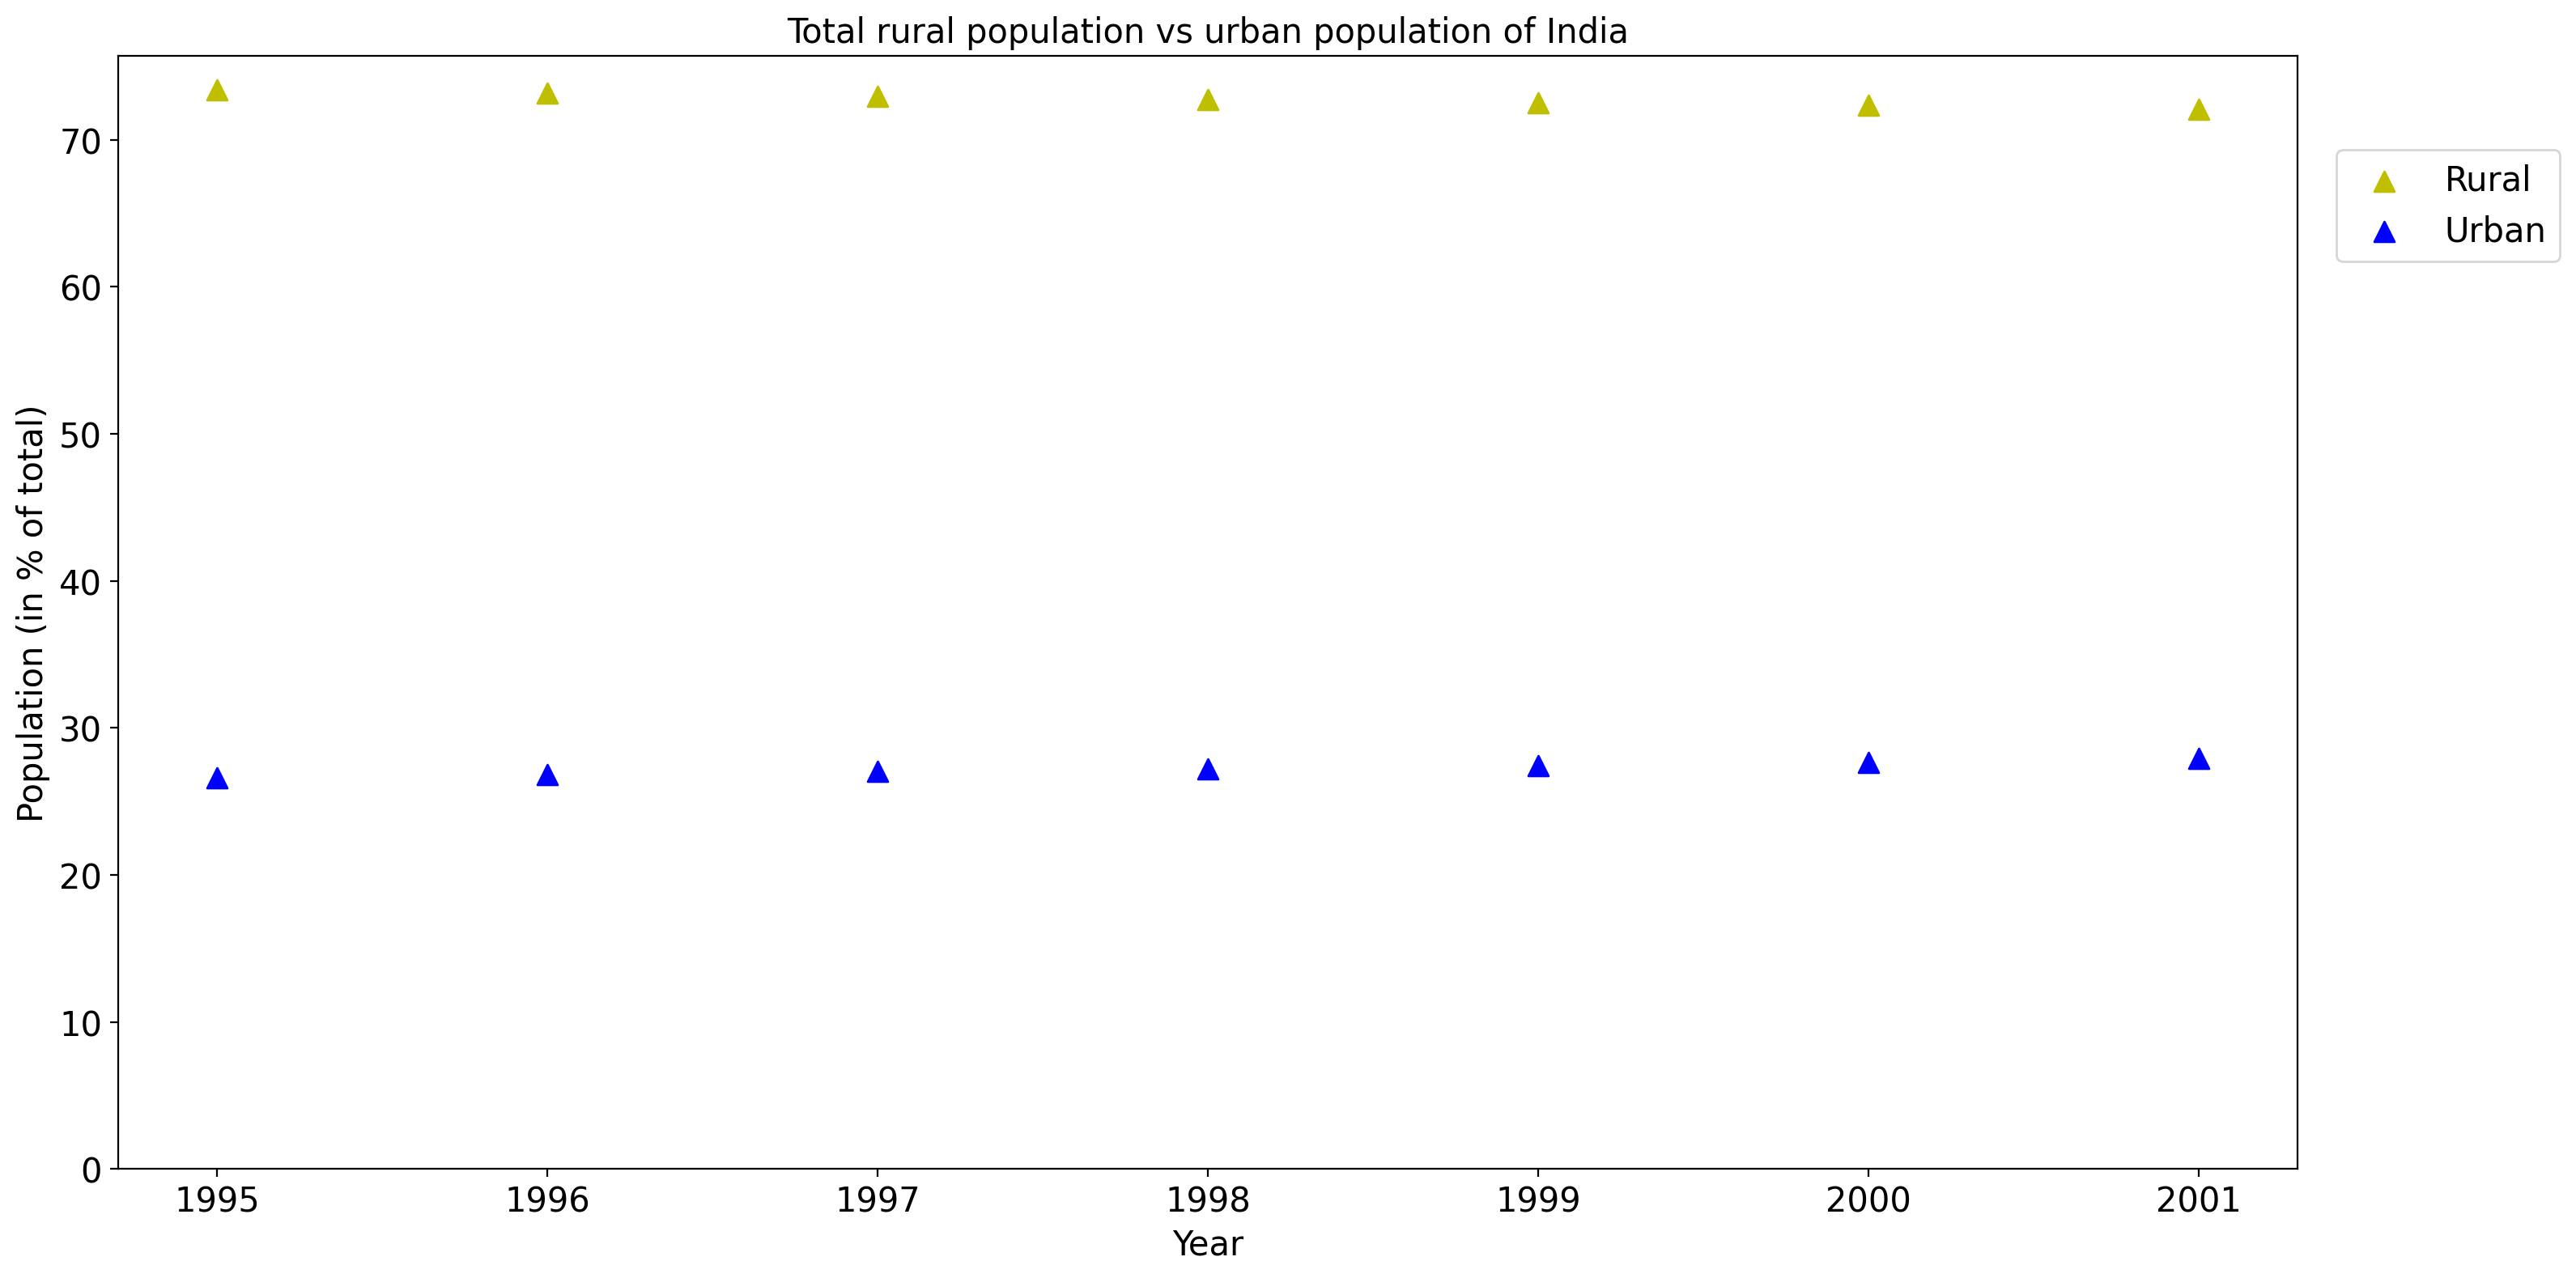 Total rural population vs urban population of India
Population (in % of total)
70
60
50
40
30
20
10
0
1995 1996 1997 1998 1999 2000 2001
Year
Rural
Urban